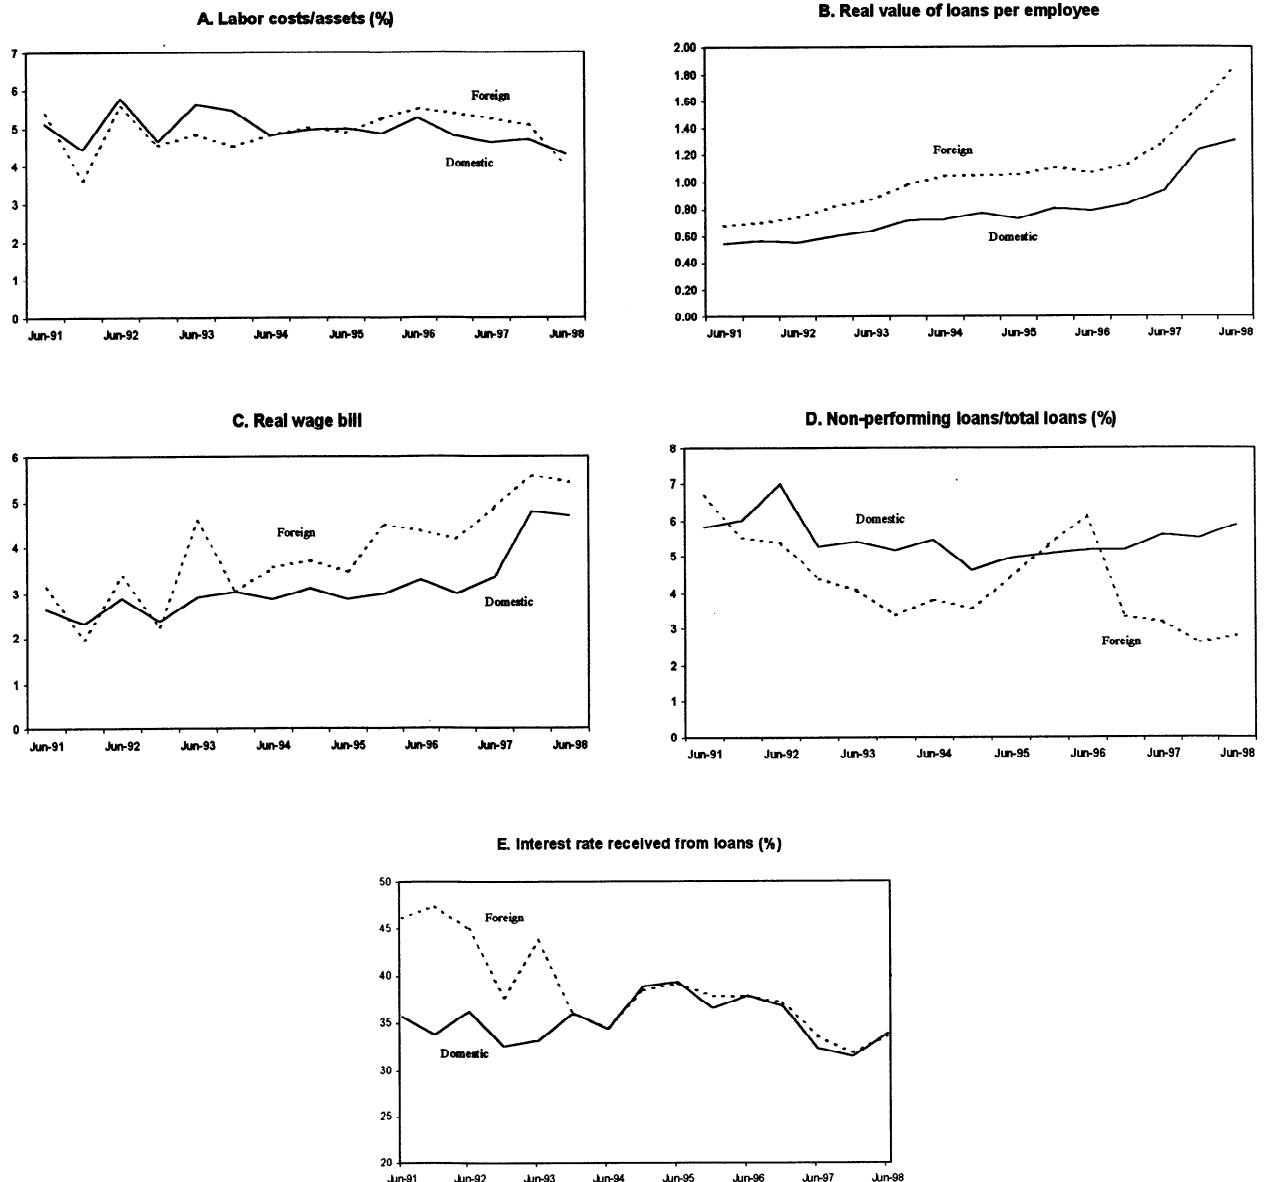 A. Labor costs/assets (%)
7
6
5
4
3
2
1
0
Foreign
Domestic
Jun-91 Jun-92 Jun-93 Jun-94 Jun-95 Jun-96 Jun-97 Jun-98
B. Real value of loans per employee
2.00
1.80
1.60
1.40
1.20
1.00
0.80
0.60
0.40
0.20
0.00
Foreign
Domestic
Jun-91 Jun-92 Jun-93 Jun-94 Jun-95 Jun-96 Jun-97 Jun-98
C. Real wage bill
6
5
4
3
2
1
0
Foreign
Domestic
Jun-91 Jun-92 Jun-93 Jun-94 Jun-95 Jun-96 Jun-97 Jun-98
D. Non-performing loans/total loans (%)
8
7
6
5
4
3
2
1
0
Domestic
Foreign
Jun-91 Jun-92 Jun-93 Jun-94 Jun-95 Jun-96 Jun-97 Jun-98
E. Interest rate received from loans (%)
50
45
40
35
30
25
20
Foreign
Domestic
Jun-91 Jun-92 Jun-93 Jun-94 Jun-95 Jun-96 Jun-97 Jun-98